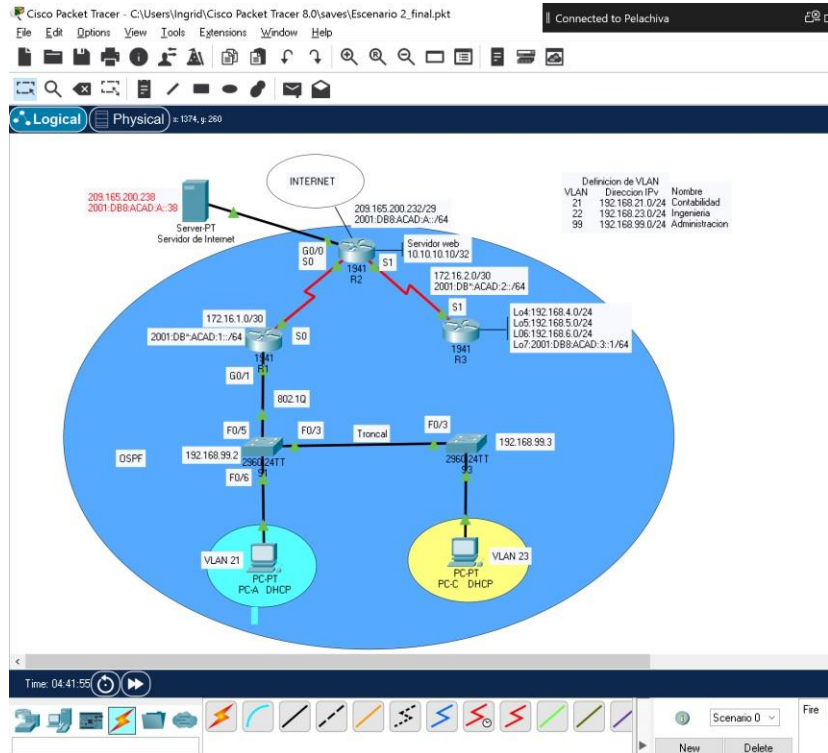 Cisco Packet Tracer - C:\Users\Ingrid\Cisco Packet Tracer 8.0\saves\Escenario 2_final.pkt
Connected to Pelachiva
File Edit Options View Tools Extensions Window Help
Logical
Physical
x: 1374, y: 260
INTERNET
Definicion de VLAN
VLAN Direccion IPv Nombre
21 192.168.21.0/24 Contabilidad
22 192.168.23.0/24 Ingenieria
99 192.168.99.0/24 Administracion
209.165.200.238
2001:DB8:ACAD:A::38
Server-PT
Servidor de Internet
209.165.200.232/29
2001:DB8:ACAD:A::/64
G0/0
S0
1941
R2
S1
Servidor web
10.10.10.10/32
172.16.2.0/30
2001:DB*:ACAD:2::/64
S1
1941
R3
Lo4:192.168.4.0/24
Lo5:192.168.5.0/24
L06:192.168.6.0/24
Lo7:2001:DB8:ACAD:3::1/64
172.16.1.0/30
2001:DB*:ACAD:1::/64
S0
1941
R1
G0/1
802.1Q
F0/5
F0/3
Troncal
F0/3
OSPF
192.168.99.2
2960-24TT
S1
2960-24TT
S3
192.168.99.3
F0/6
VLAN 21
PC-PT
PC-A DHCP
PC-PT
PC-C DHCP
VLAN 23
Time: 04:41:55
Scenario 0
Fire
New
Delete